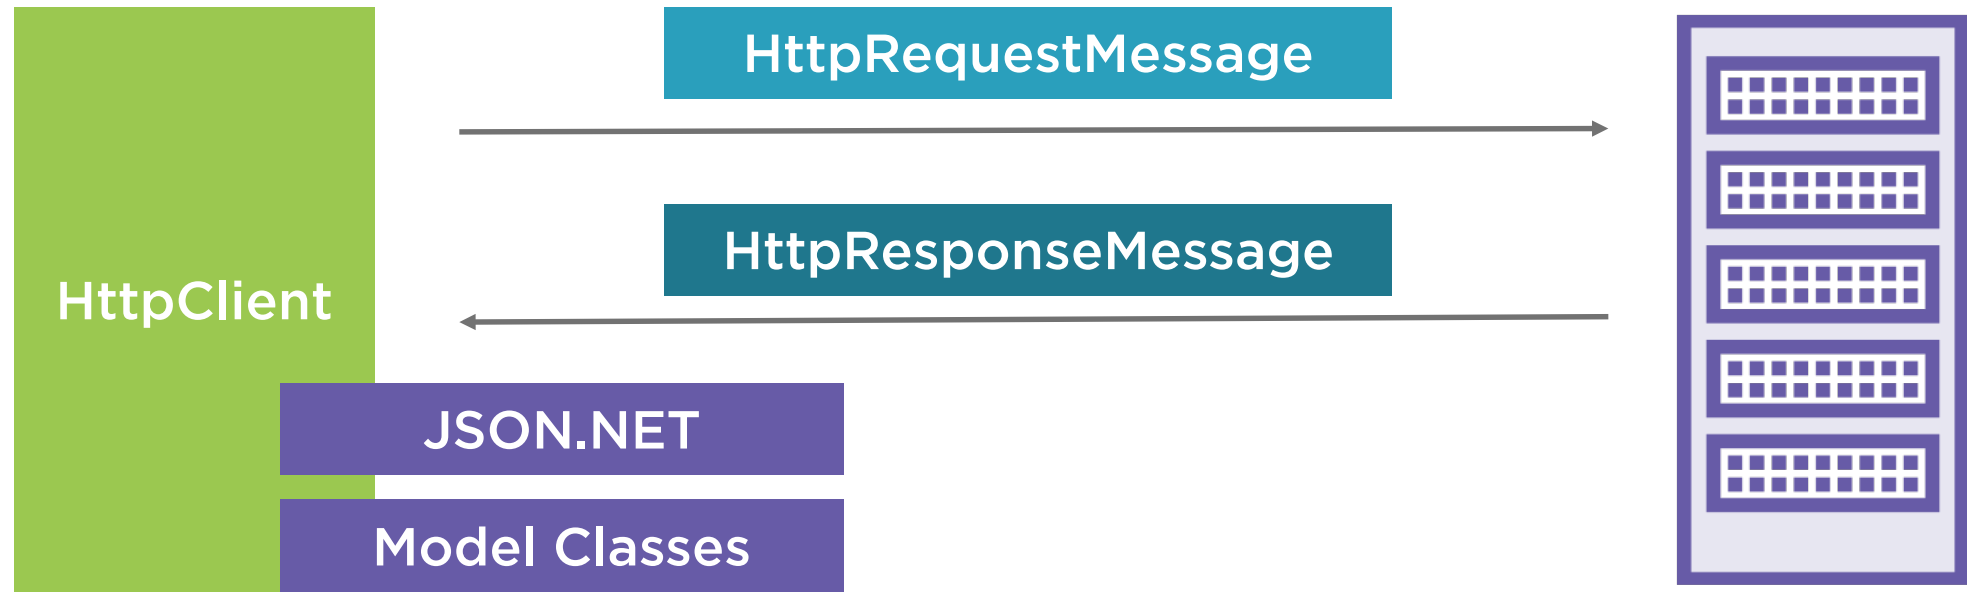 HttpRequestMessage
HttpResponseMessage
HttpClient
JSON.NET
Model Classes